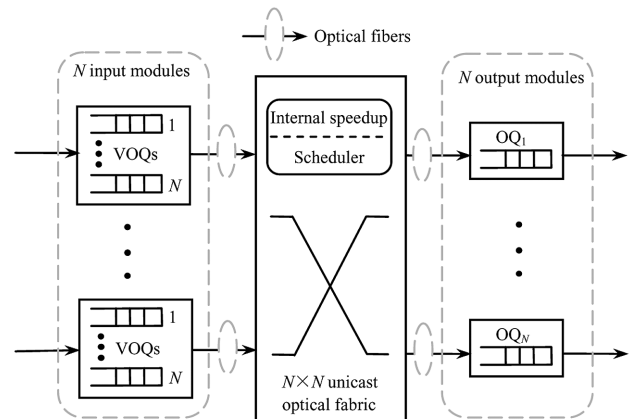 Optical fibers
N input modules
N output modules
1
VOQs
N
Internal speedup
Scheduler
OQ1
1
VOQs
N
OQN
N×N unicast
optical fabric